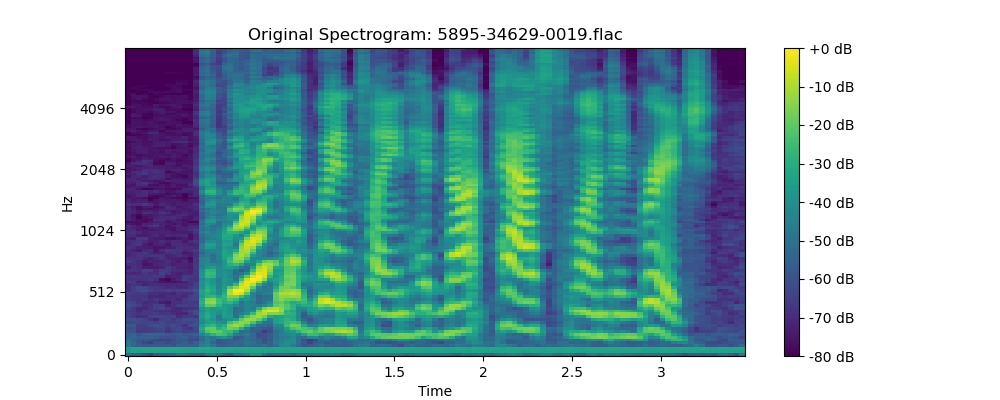 Original Spectrogram: 5895-34629-0019.flac
Hz
4096
2048
1024
512
0
0 0.5 1 1.5 2 2.5 3
Time
+0 dB
-10 dB
-20 dB
-30 dB
-40 dB
-50 dB
-60 dB
-70 dB
-80 dB